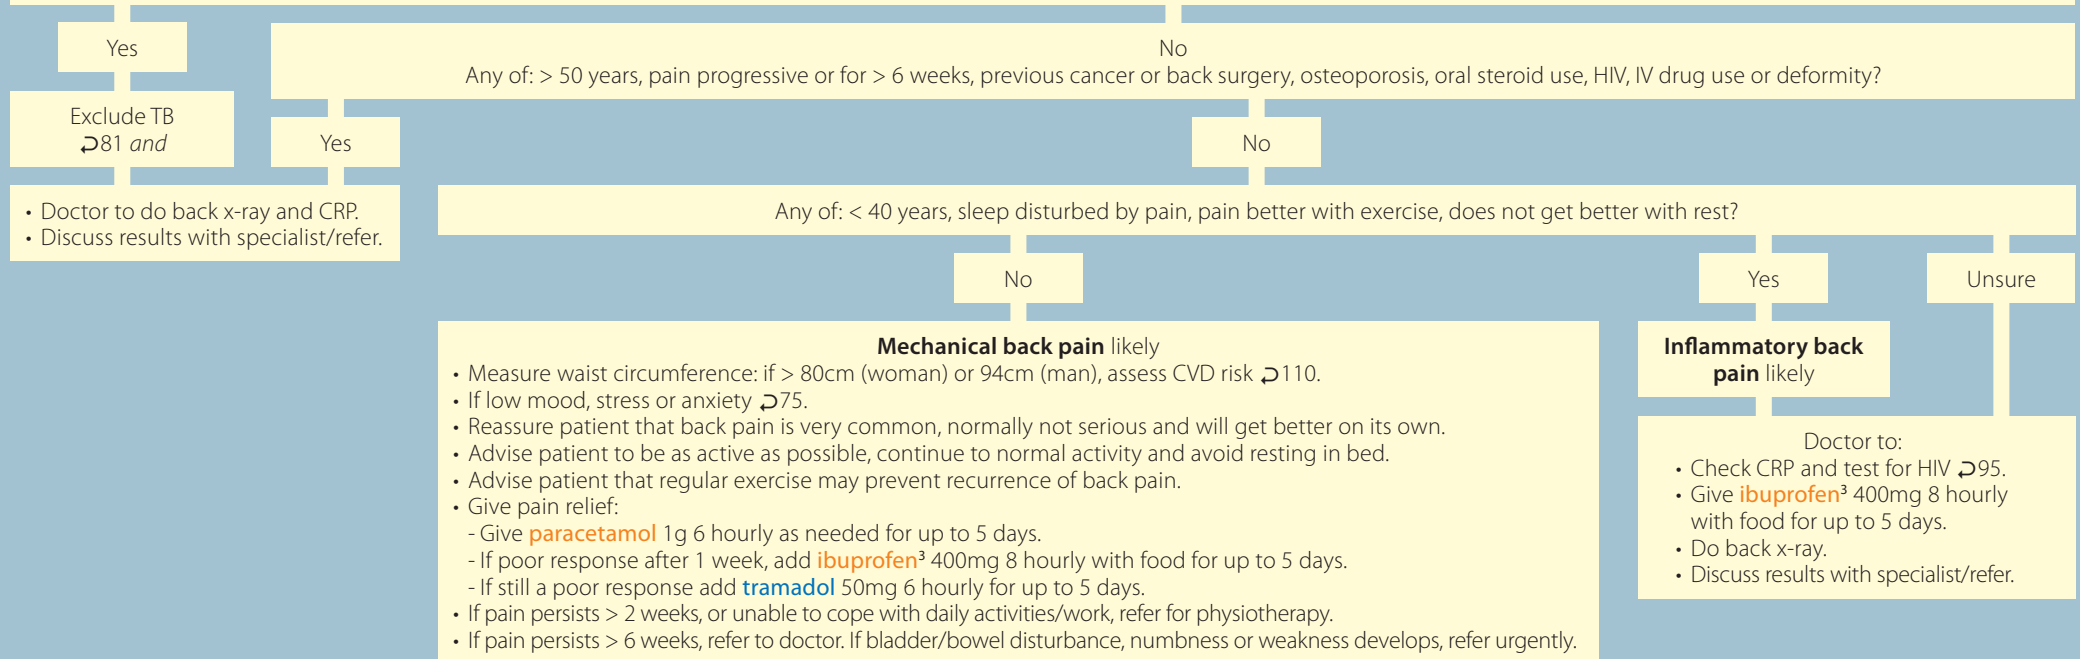 Yes
No
Any of: > 50 years, pain progressive or for > 6 weeks, previous cancer or back surgery, osteoporosis, oral steroid use, HIV, IV drug use or deformity?
Exclude TB
⮌81 and
Yes
No
• Doctor to do back x-ray and CRP.
• Discuss results with specialist/refer.
Any of: < 40 years, sleep disturbed by pain, pain better with exercise, does not get better with rest?
No
Yes
Unsure
Mechanical back pain likely
• Measure waist circumference: if > 80cm (woman) or 94cm (man), assess CVD risk ⮌110.
• If low mood, stress or anxiety ⮌75.
• Reassure patient that back pain is very common, normally not serious and will get better on its own.
• Advise patient to be as active as possible, continue to normal activity and avoid resting in bed.
• Advise patient that regular exercise may prevent recurrence of back pain.
• Give pain relief:
- Give paracetamol 1g 6 hourly as needed for up to 5 days.
- If poor response after 1 week, add ibuprofen³ 400mg 8 hourly with food for up to 5 days.
- If still a poor response add tramadol 50mg 6 hourly for up to 5 days.
• If pain persists > 2 weeks, or unable to cope with daily activities/work, refer for physiotherapy.
• If pain persists > 6 weeks, refer to doctor. If bladder/bowel disturbance, numbness or weakness develops, refer urgently.
Inflammatory back
pain likely
Doctor to:
• Check CRP and test for HIV ⮌95.
• Give ibuprofen³ 400mg 8 hourly
with food for up to 5 days.
• Do back x-ray.
• Discuss results with specialist/refer.